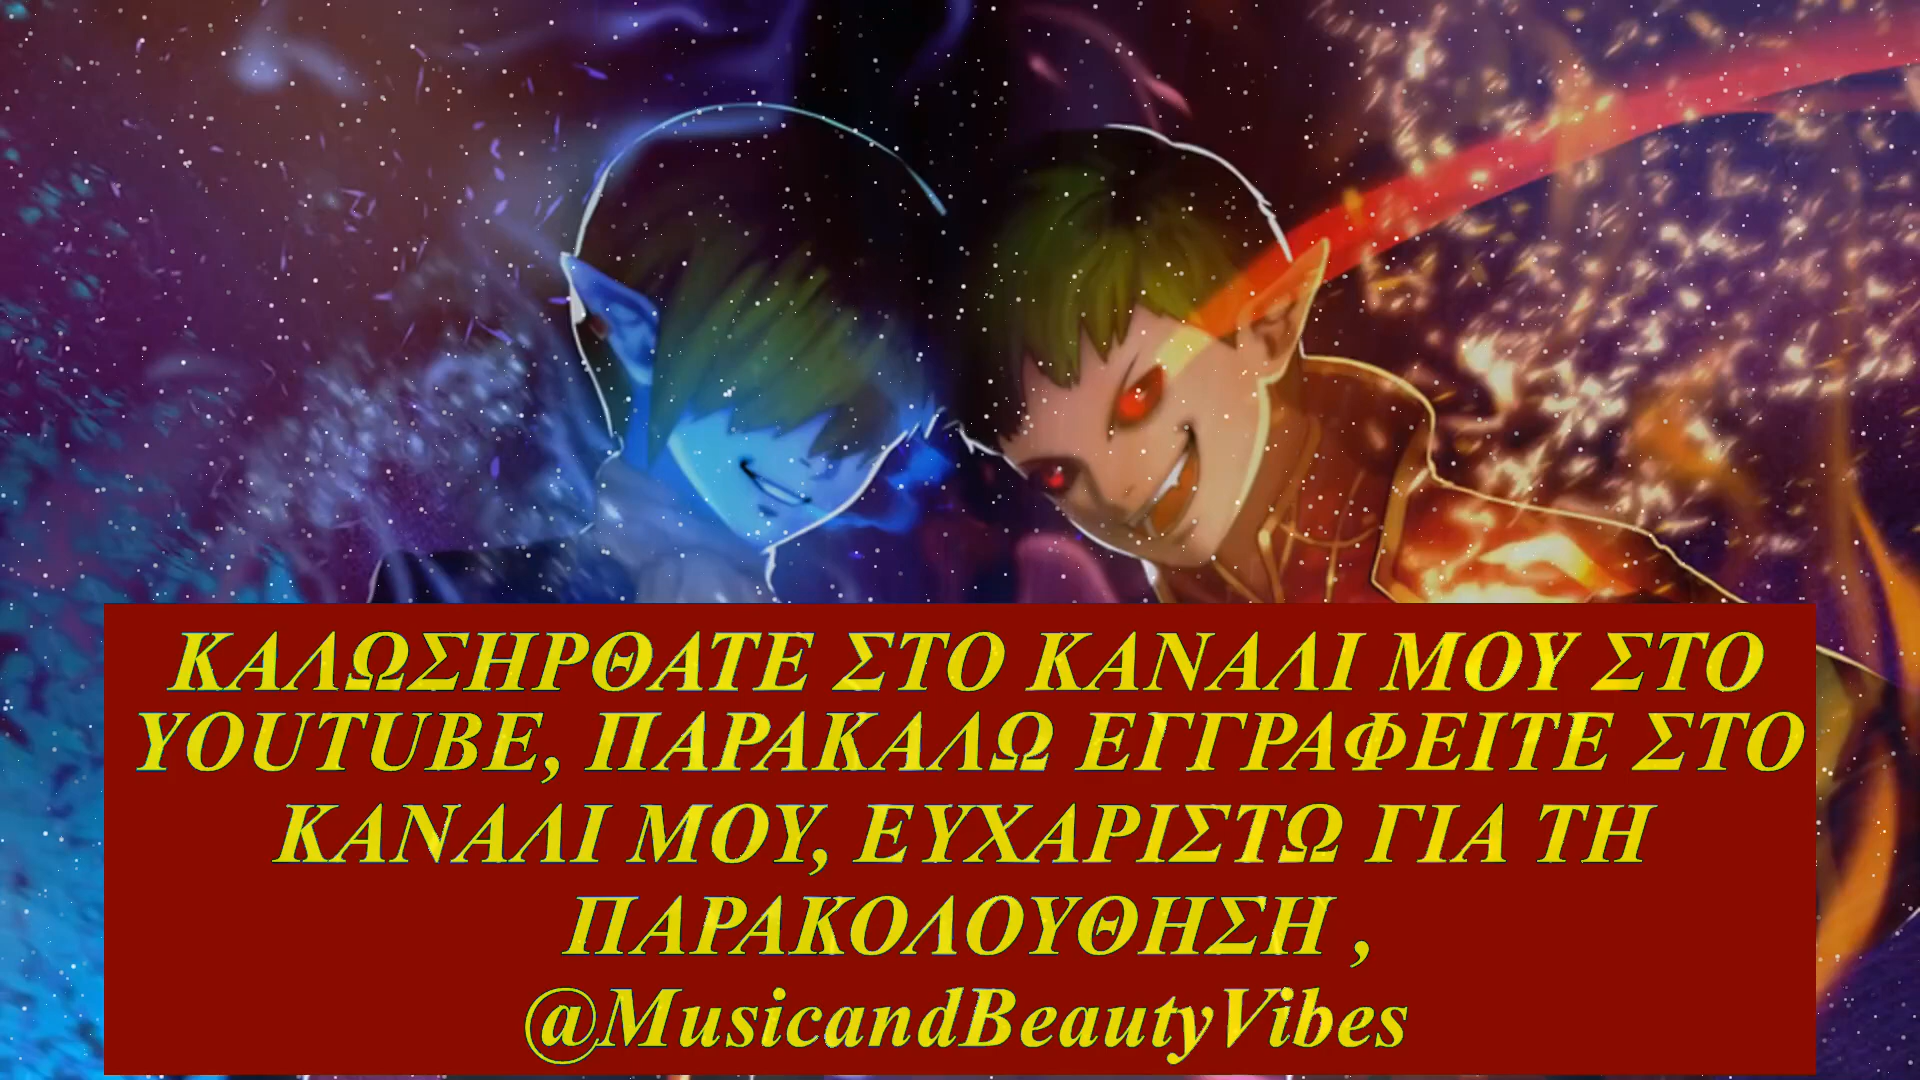 ΚΑΛΩΣΗΡΘΑΤΕ ΣΤΟ ΚΑΝΑΛΙ ΜΟΥ ΣΤΟ
YOUTUBE, ΠΑΡΑΚΑΛΩ ΕΓΓΡΑΦΕΙΤΕ ΣΤΟ
ΚΑΝΑΛΙ ΜΟΥ, ΕΥΧΑΡΙΣΤΩ ΓΙΑ ΤΗ
ΠΑΡΑΚΟΛΟΥΘΗΣΗ ,
@MusicandBeautyVibes